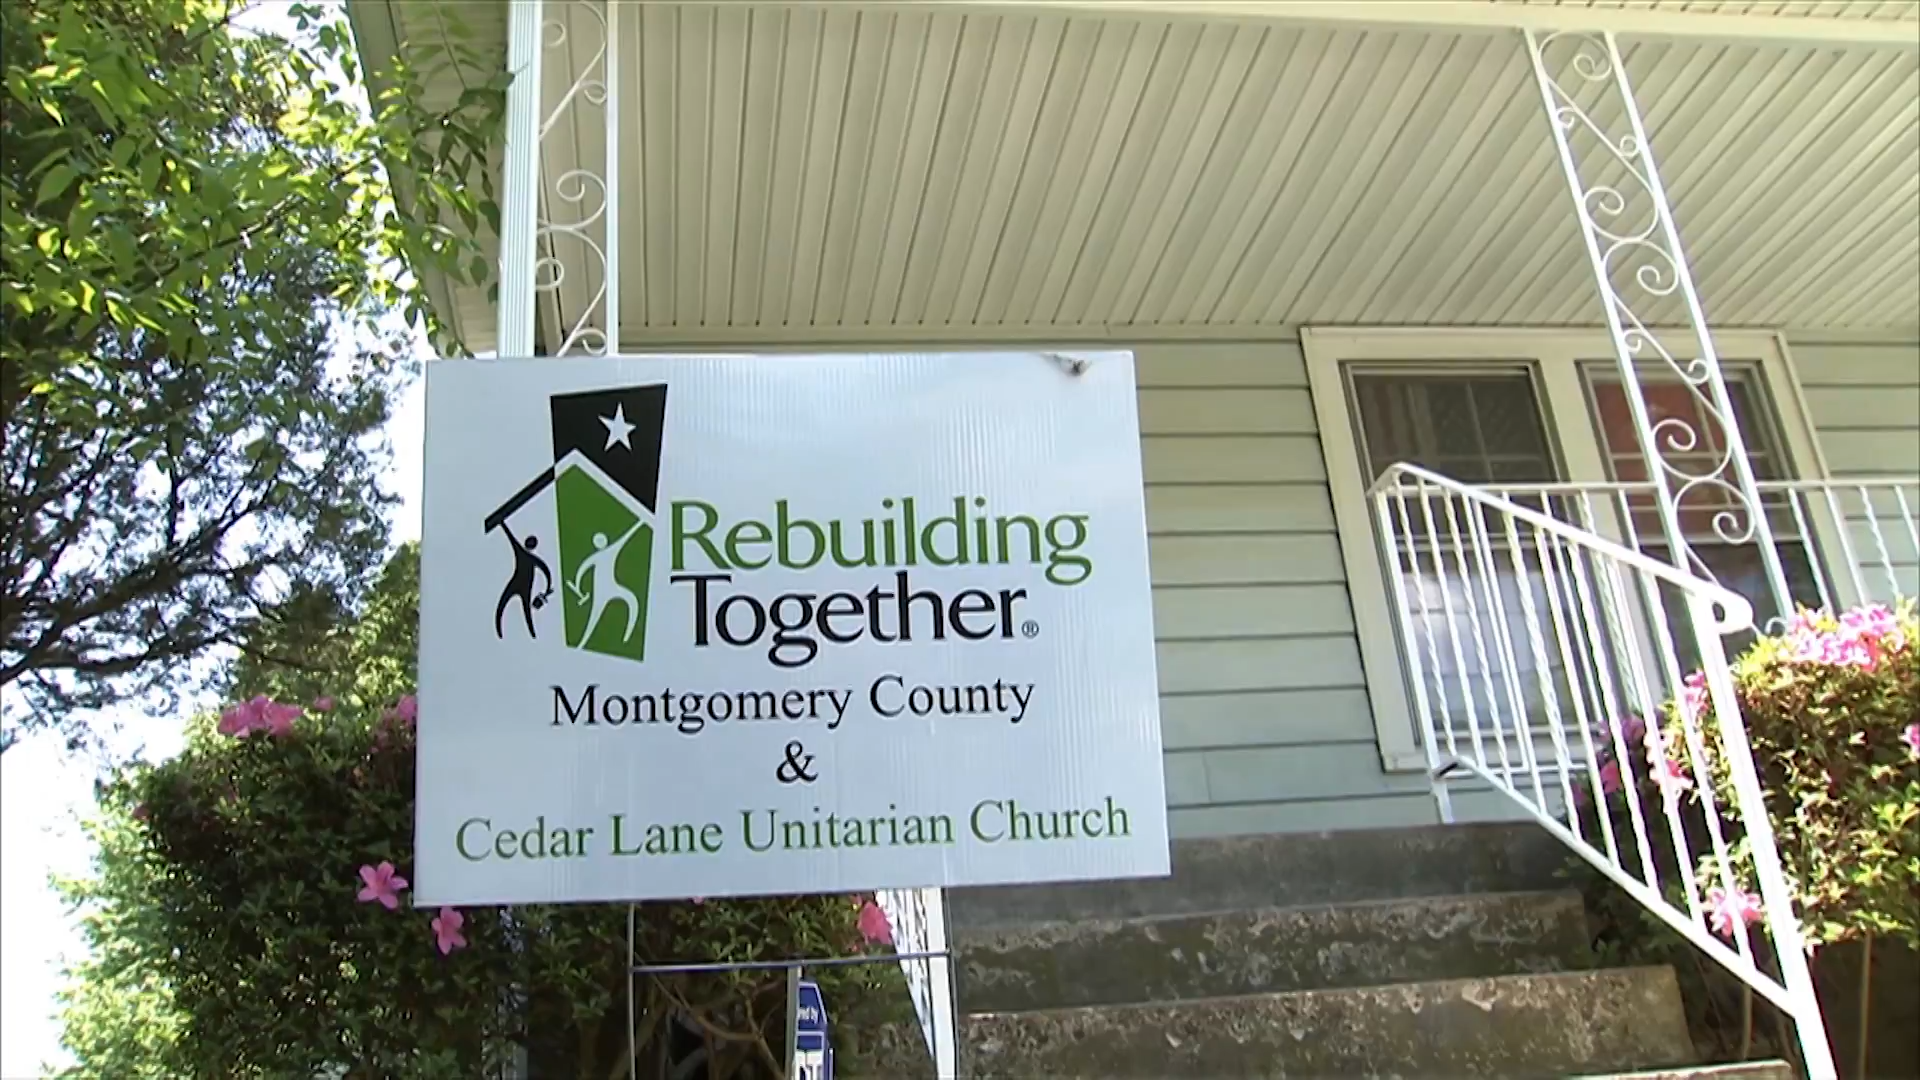 Rebuilding
Together®
Montgomery County
&
Cedar Lane Unitarian Church